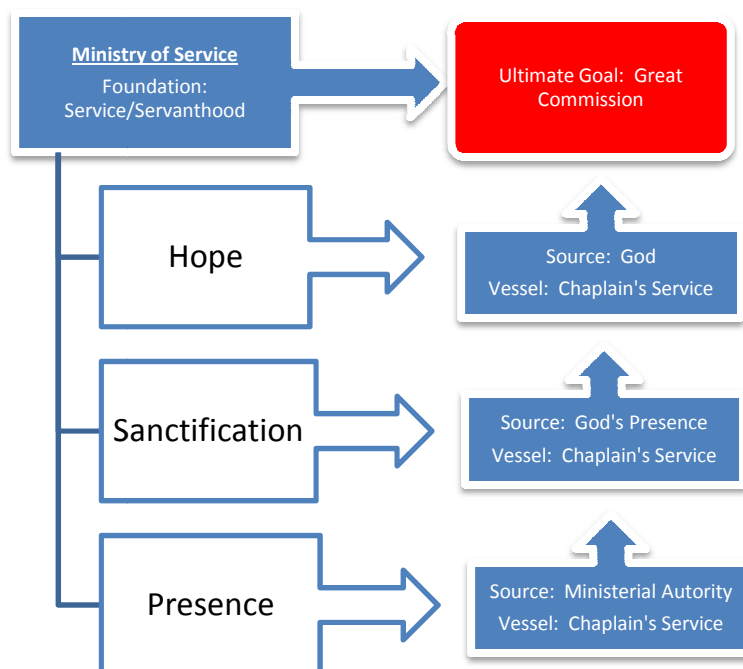 Ministry of Service
Foundation:
Service/Servanthood
Ultimate Goal:  Great
Commission
Hope
Source:  God
Vessel:  Chaplain's Service
Sanctification
Source:  God's Presence
Vessel:  Chaplain's Service
Presence
Source:  Ministerial Autority
Vessel:  Chaplain's Service